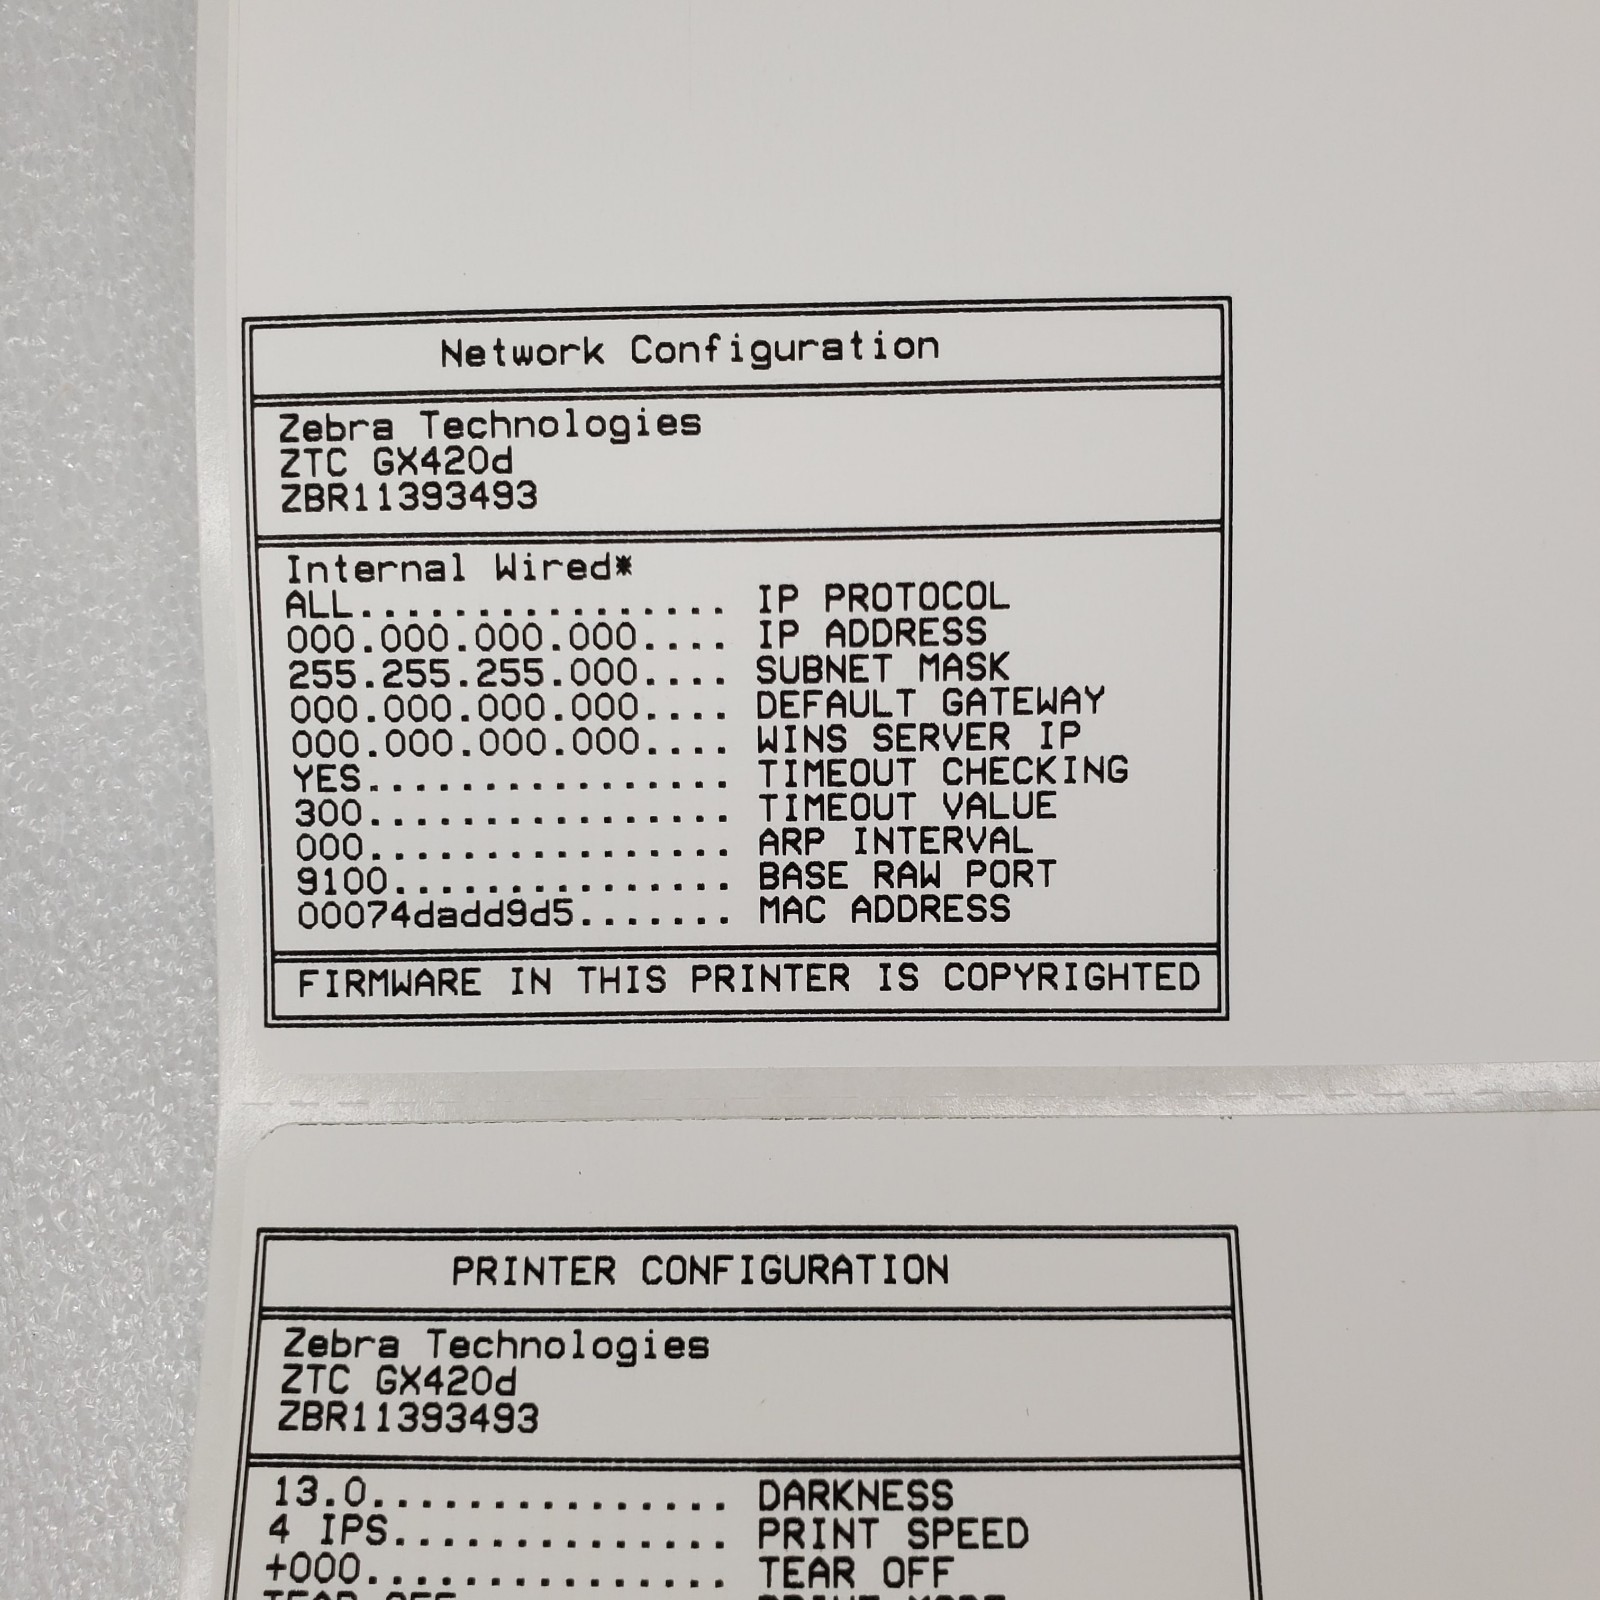 Network Configuration
Zebra Technologies
ZTC GX420d
ZBR11393493
Internal Wired*
ALL................ IP PROTOCOL
000.000.000.000.... IP ADDRESS
255.255.255.000.... SUBNET MASK
000.000.000.000.... DEFAULT GATEWAY
000.000.000.000.... WINS SERVER IP
YES................ TIMEOUT CHECKING
300................ TIMEOUT VALUE
000................ ARP INTERVAL
9100............... BASE RAW PORT
00074dadd9d5....... MAC ADDRESS
FIRMWARE IN THIS PRINTER IS COPYRIGHTED
PRINTER CONFIGURATION
Zebra Technologies
ZTC GX420d
ZBR11393493
13.0............... DARKNESS
4 IPS.............. PRINT SPEED
+000............... TEAR OFF
TEAR OFF........... PRINT MODE